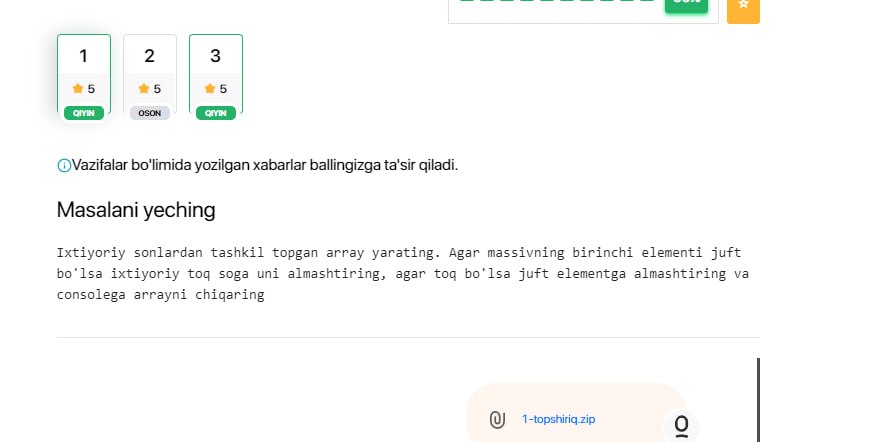 1 2 3
5 5 5
QIYIN OSON QIYIN
Vazifalar bo'limida yozilgan xabarlar ballingizga ta'sir qiladi.
Masalani yeching
Ixtiyoriy sonlardan tashkil topgan array yarating. Agar massivning birinchi elementi juft
bo'lsa ixtiyoriy toq soga uni almashtiring, agar toq bo'lsa juft elementga almashtiring va
consolega arrayni chiqaring
1-topshiriq.zip